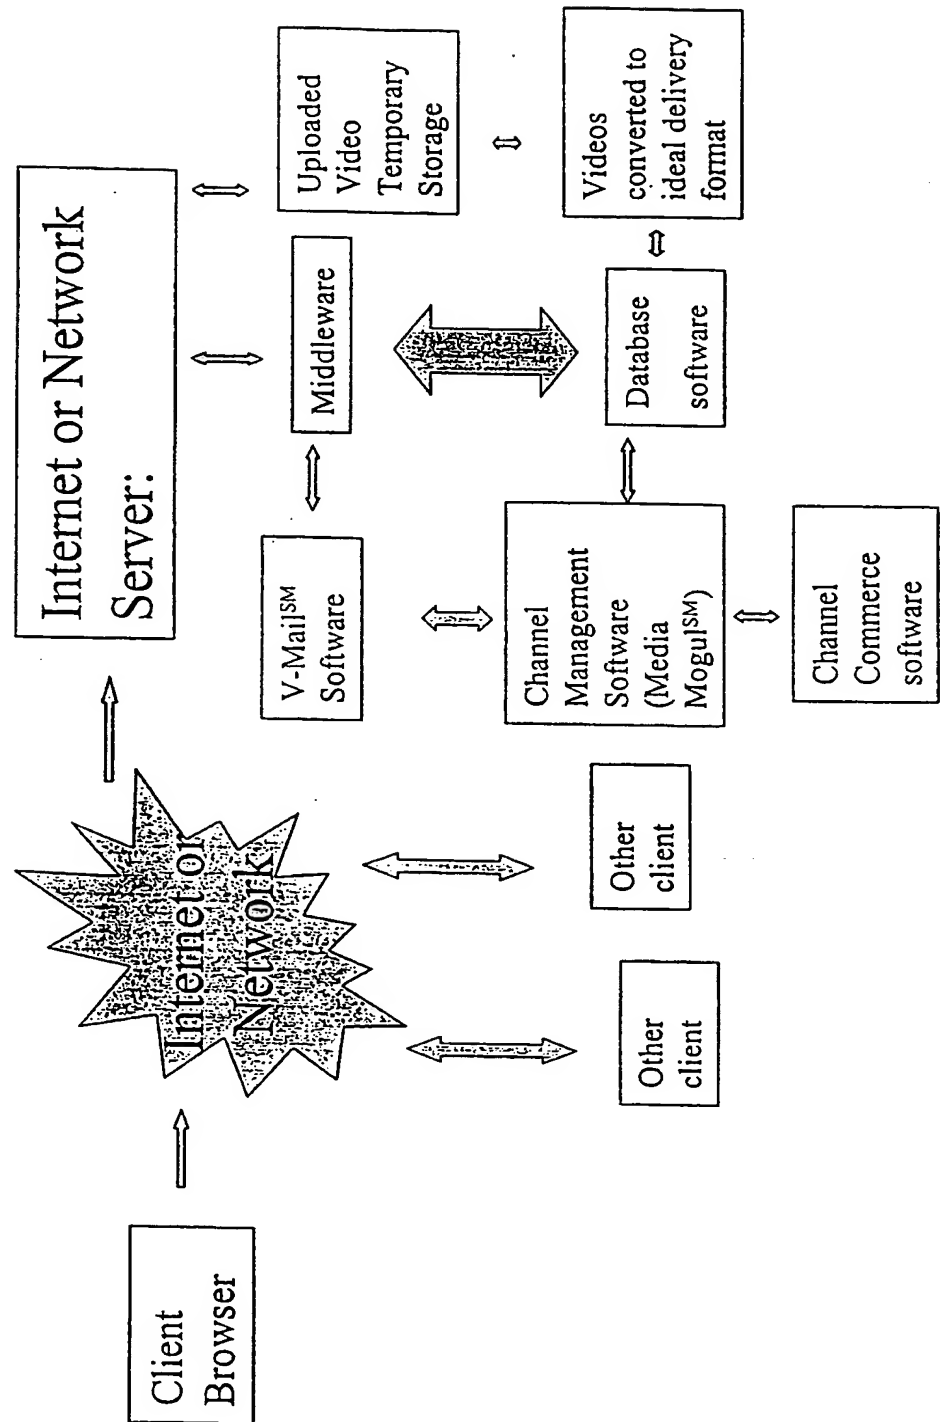 Client
Browser
Internet or
Network
Other
client
Other
client
Internet or Network
Server:
V-Mail℠
Software
Middleware
Uploaded
Video
Temporary
Storage
Channel
Management
Software
(Media
Mogul℠)
Database
software
Videos
converted to
ideal delivery
format
Channel
Commerce
software